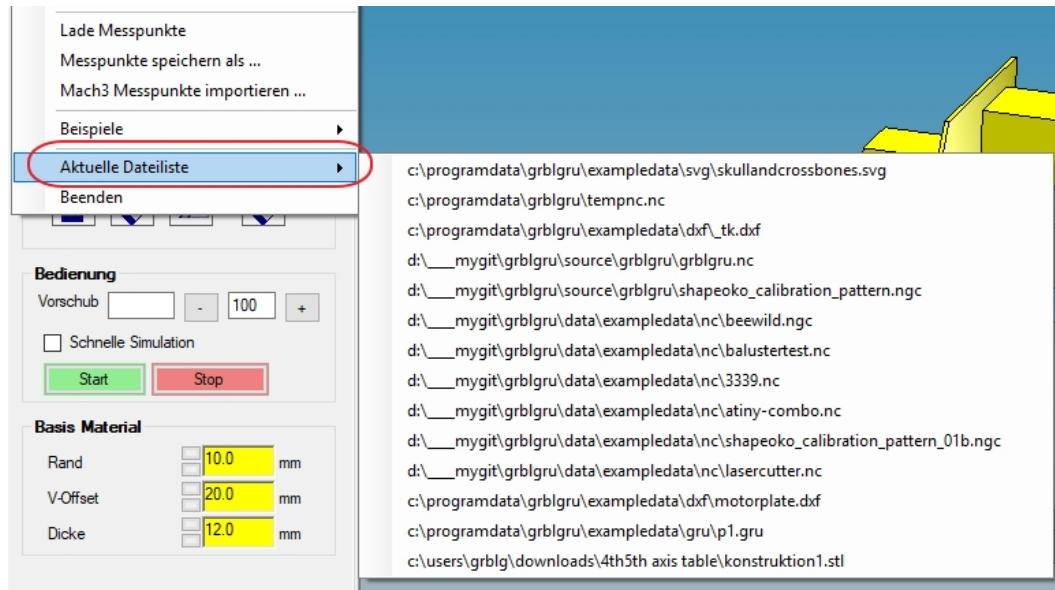 Lade Messpunkte
Messpunkte speichern als ...
Mach3 Messpunkte importieren ...
Beispiele
Aktuelle Dateiliste
Beenden
c:\programdata\grblgru\exampledata\svg\skullandcrossbones.svg
c:\programdata\grblgru\tempnc.nc
c:\programdata\grblgru\exampledata\dxf\_tk.dxf
d:\___mygit\grblgru\source\grblgru\grblgru.nc
d:\___mygit\grblgru\source\grblgru\shapeoko_calibration_pattern.ngc
d:\___mygit\grblgru\data\exampledata\nc\beewild.ngc
d:\___mygit\grblgru\data\exampledata\nc\balustertest.nc
d:\___mygit\grblgru\data\exampledata\nc\3339.nc
d:\___mygit\grblgru\data\exampledata\nc\atiny-combo.nc
d:\___mygit\grblgru\data\exampledata\nc\shapeoko_calibration_pattern_01b.ngc
d:\___mygit\grblgru\data\exampledata\nc\lasercutter.nc
c:\programdata\grblgru\exampledata\dxf\motorplate.dxf
c:\programdata\grblgru\exampledata\gru\p1.gru
c:\users\grblg\downloads\4th5th axis table\konstruktion1.stl
Bedienung
Vorschub - 100 +
Schnelle Simulation
Start Stop
Basis Material
Rand 10.0 mm
V-Offset 20.0 mm
Dicke 12.0 mm